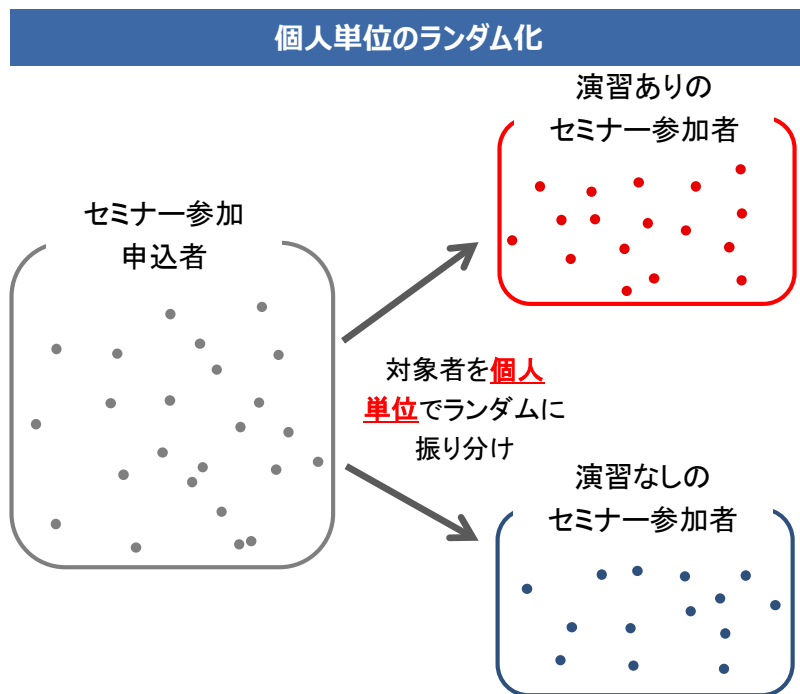 個人単位のランダム化
演習ありの
セミナー参加者
セミナー参加
申込者
対象者を個人
単位でランダムに
振り分け
演習なしの
セミナー参加者